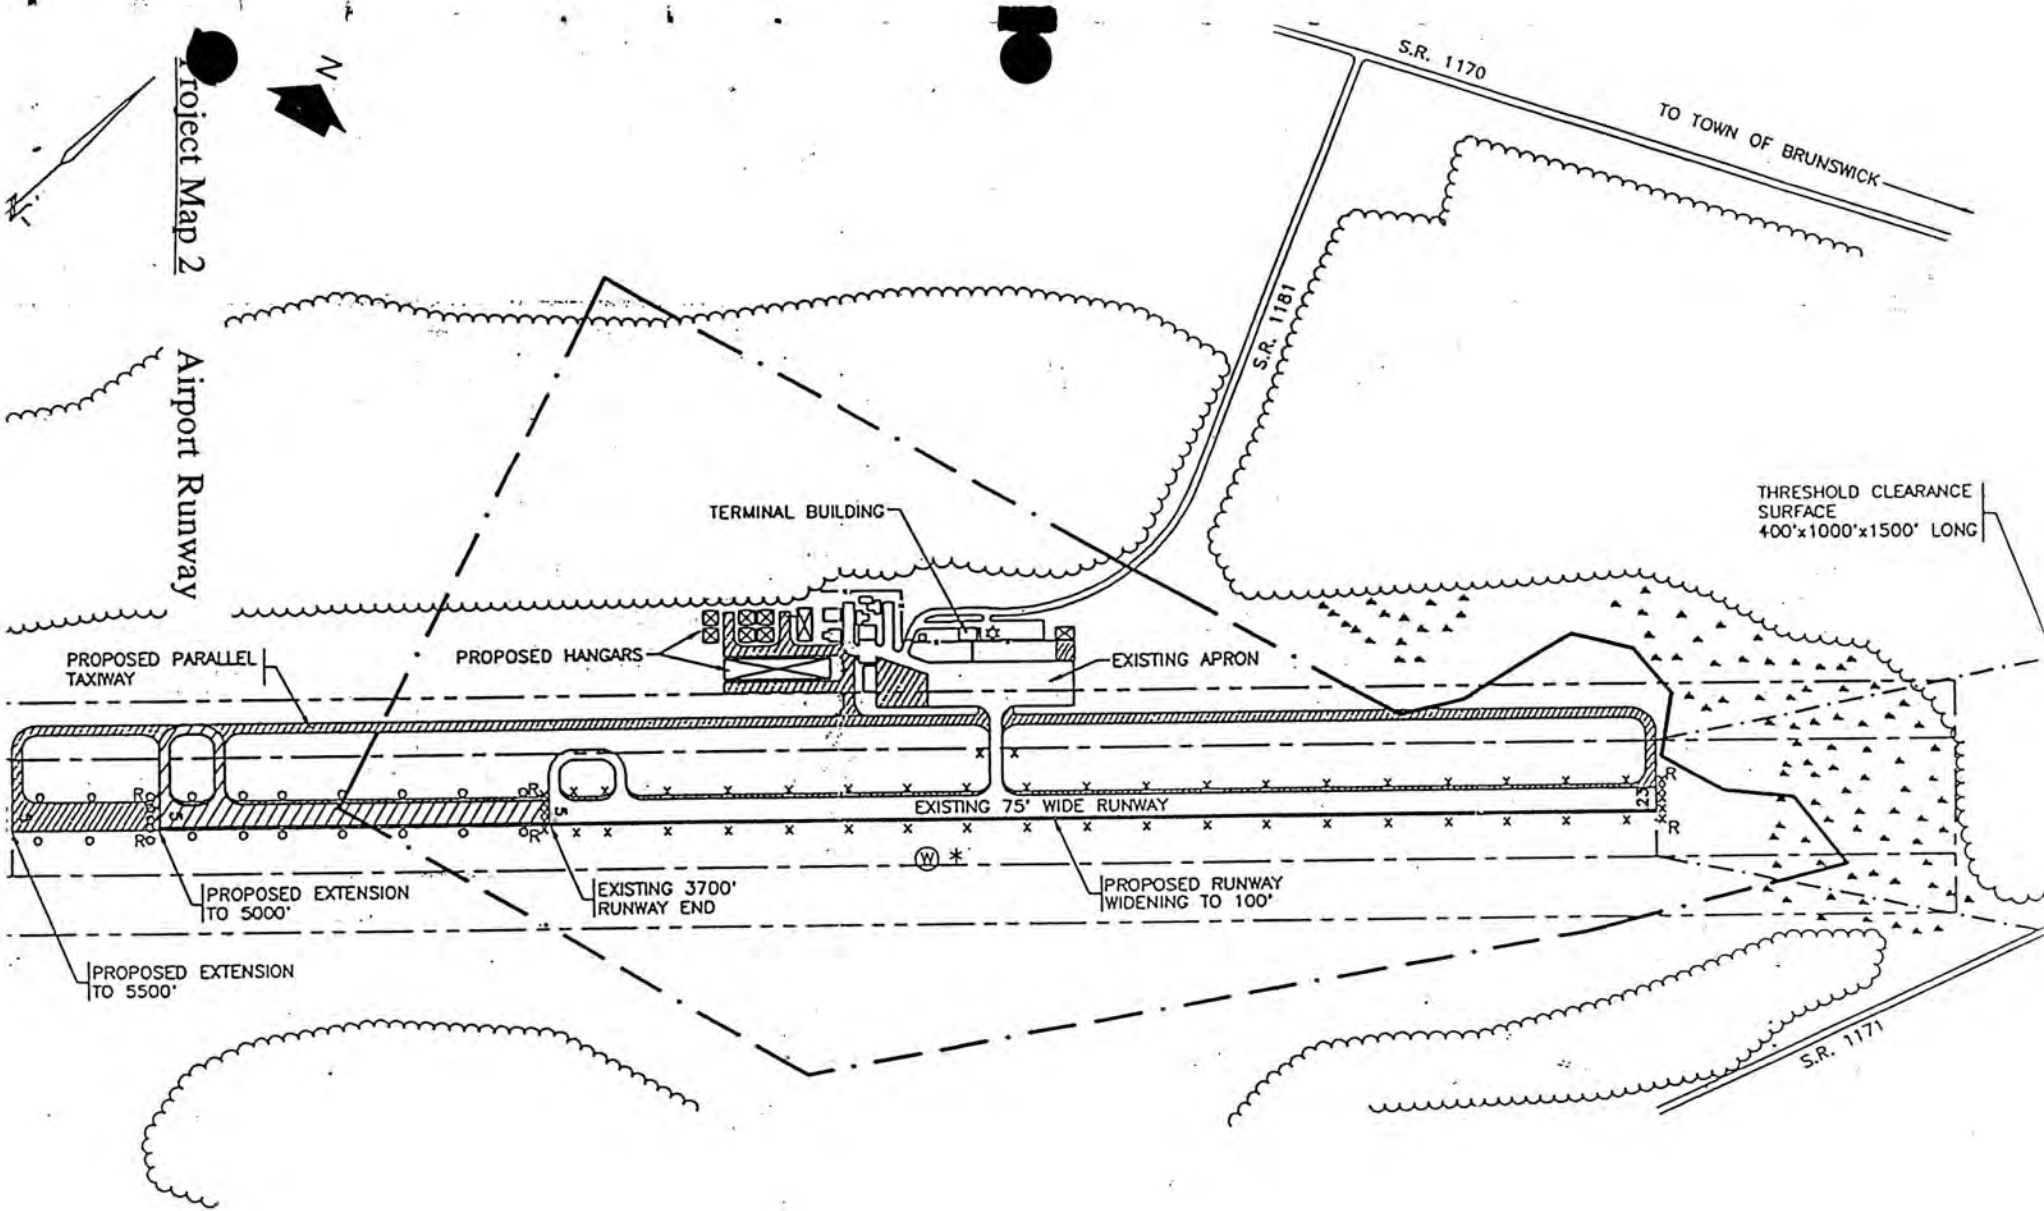 N
Project Map 2
Airport Runway
S.R. 1170
TO TOWN OF BRUNSWICK
S.R. 1181
THRESHOLD CLEARANCE
SURFACE
400'x1000'x1500' LONG
TERMINAL BUILDING
PROPOSED PARALLEL
TAXIWAY
PROPOSED HANGARS
EXISTING APRON
R
R
R
5
5
EXISTING 75' WIDE RUNWAY
23
R
R
R
W *
PROPOSED EXTENSION
TO 5000'
EXISTING 3700'
RUNWAY END
PROPOSED RUNWAY
WIDENING TO 100'
PROPOSED EXTENSION
TO 5500'
S.R. 1171